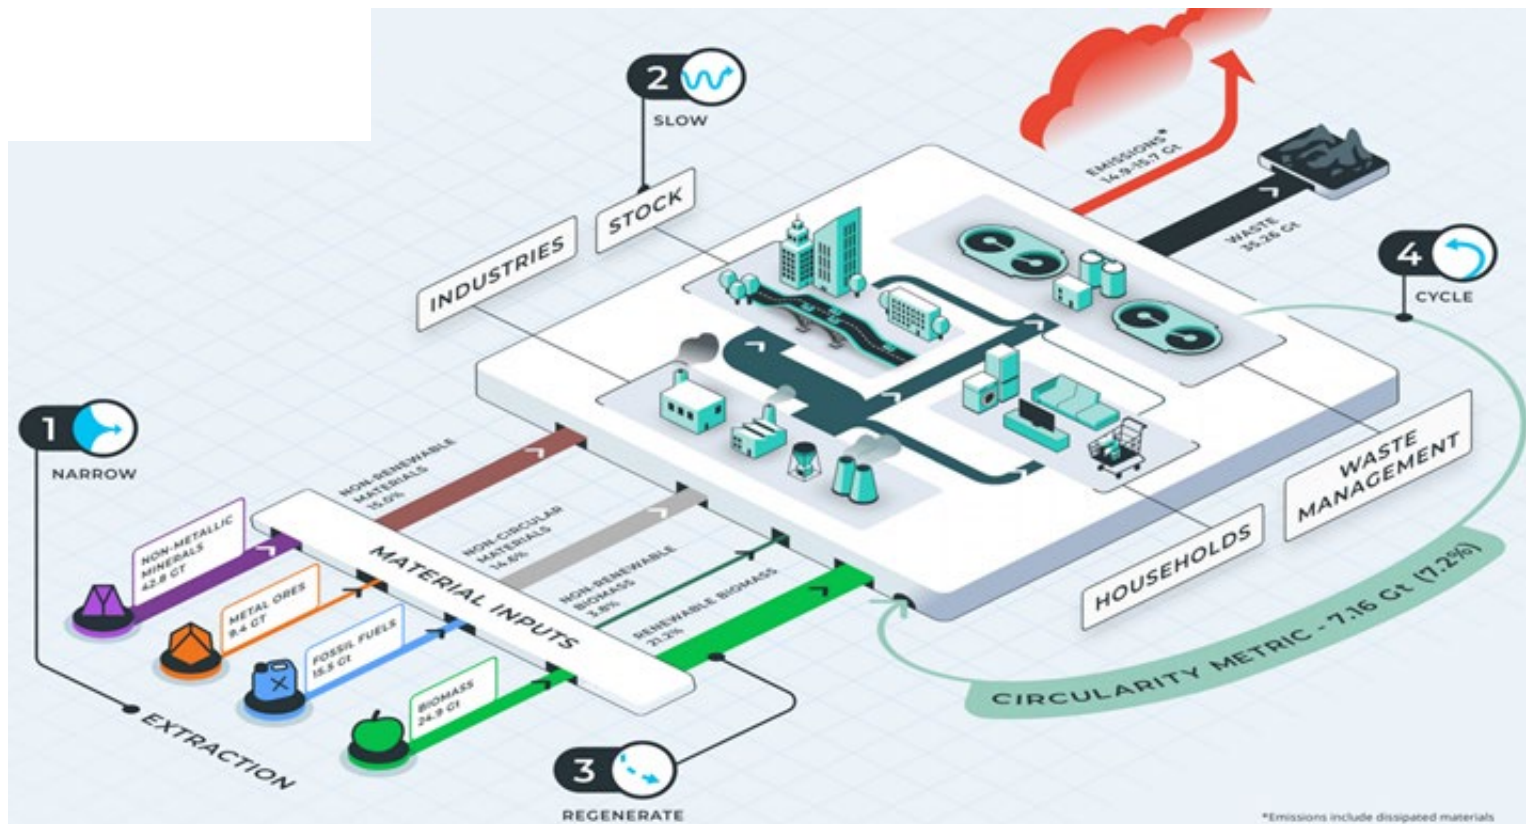 2
SLOW
STOCK
INDUSTRIES
EMISSIONS*
14.9-15.7 Gt
WASTE
35.26 Gt
4
CYCLE
1
NARROW
NON-RENEWABLE
MATERIALS
15.0%
NON-METALLIC
MINERALS
42.8 GT
METAL ORES
9.4 GT
FOSSIL FUELS
15.5 Gt
BIOMASS
24.9 Gt
EXTRACTION
MATERIAL INPUTS
NON-CIRCULAR
MATERIALS
14.6%
NON-RENEWABLE
BIOMASS
3.8%
RENEWABLE BIOMASS
21.2%
3
REGENERATE
WASTE
MANAGEMENT
HOUSEHOLDS
CIRCULARITY METRIC - 7.16 Gt (7.2%)
*Emissions include dissipated materials